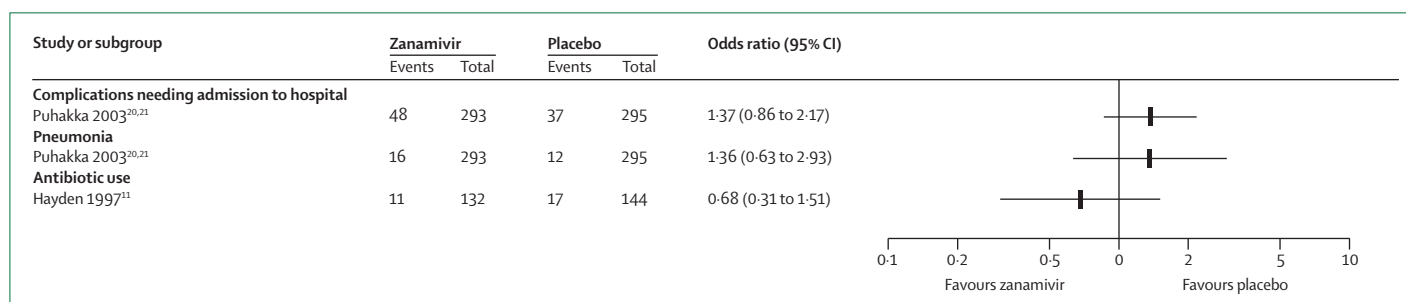 Study or subgroup Zanamivir Placebo Odds ratio (95% CI)
Events Total Events Total
Complications needing admission to hospital
Puhakka 2003²⁰,²¹ 48 293 37 295 1·37 (0·86 to 2·17)
Pneumonia
Puhakka 2003²⁰,²¹ 16 293 12 295 1·36 (0·63 to 2·93)
Antibiotic use
Hayden 1997¹¹ 11 132 17 144 0·68 (0·31 to 1·51)
0·1 0·2 0·5 0 2 5 10
Favours zanamivir Favours placebo